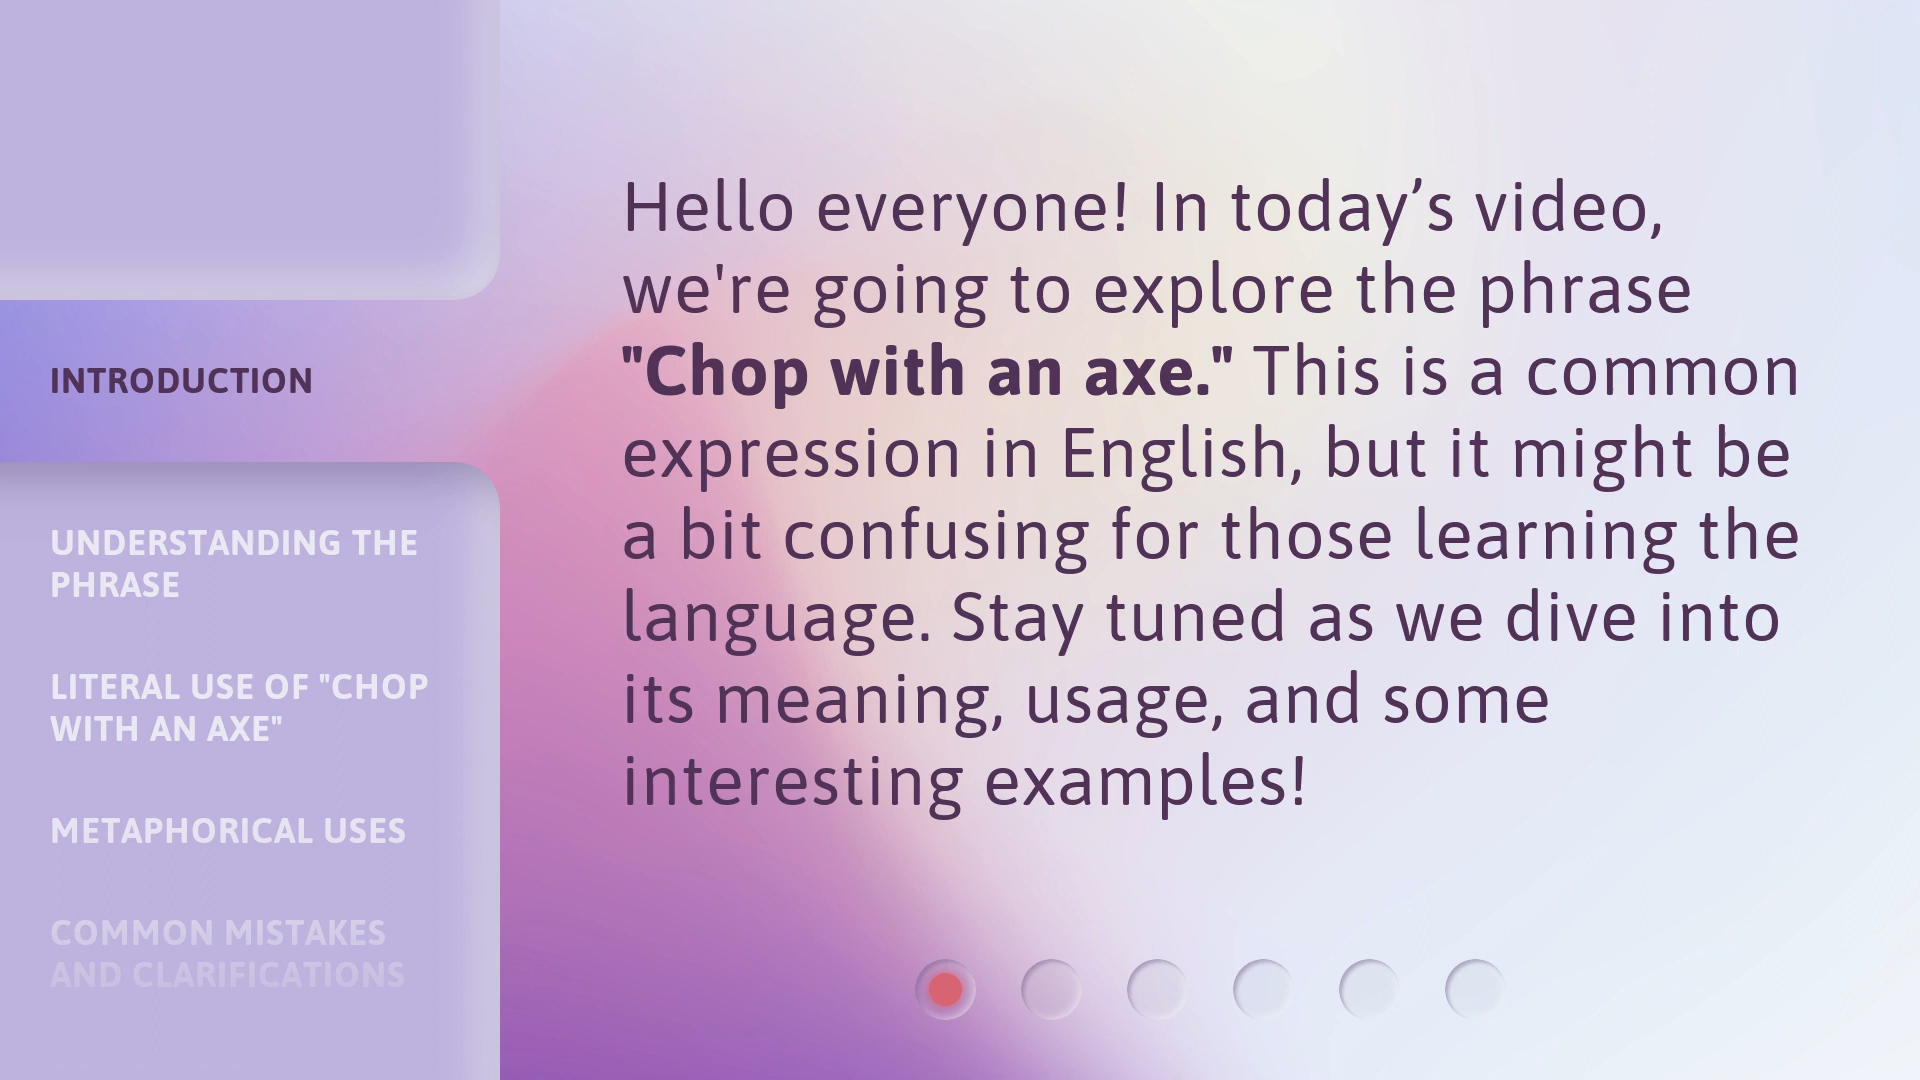 INTRODUCTION
UNDERSTANDING THE
PHRASE
LITERAL USE OF "CHOP
WITH AN AXE"
METAPHORICAL USES
COMMON MISTAKES
AND CLARIFICATIONS
Hello everyone! In today’s video,
we're going to explore the phrase
"Chop with an axe." This is a common
expression in English, but it might be
a bit confusing for those learning the
language. Stay tuned as we dive into
its meaning, usage, and some
interesting examples!